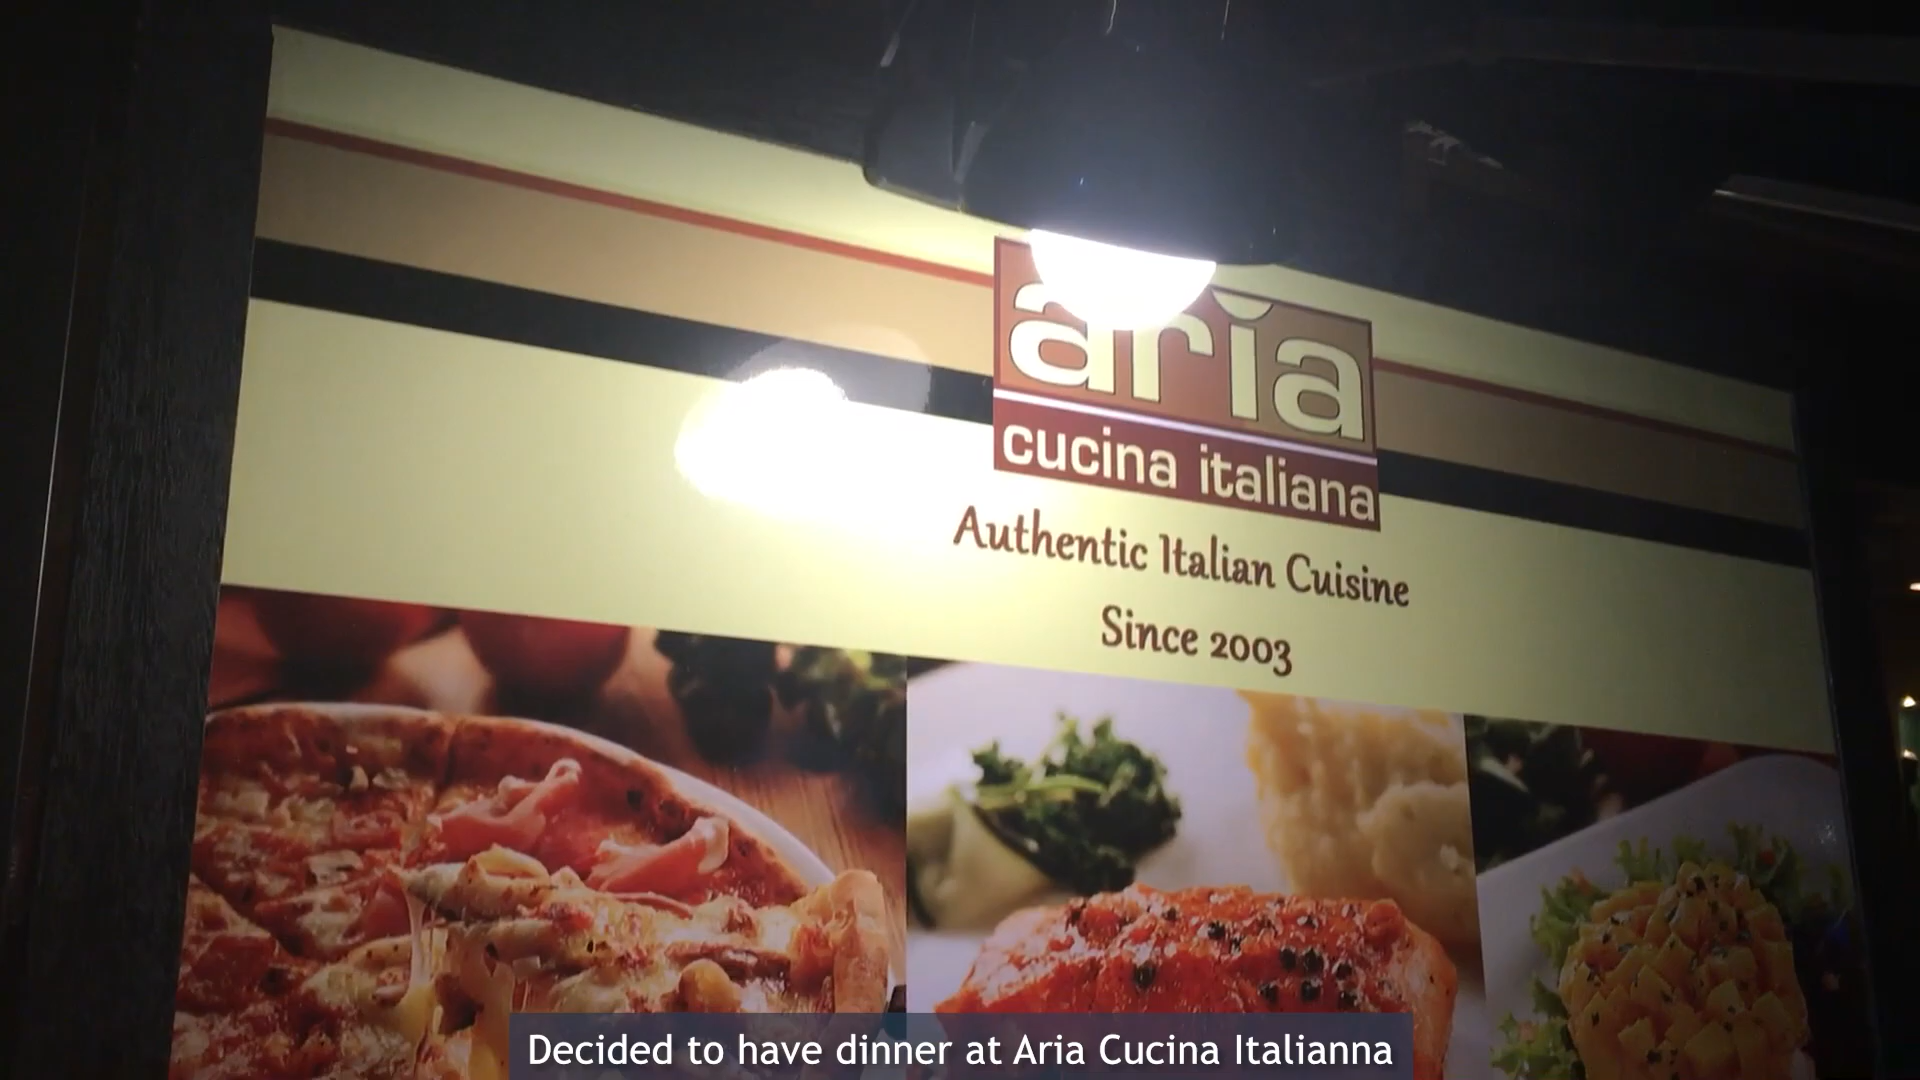 aria
cucina italiana
Authentic Italian Cuisine
Since 2003
Decided to have dinner at Aria Cucina Italianna